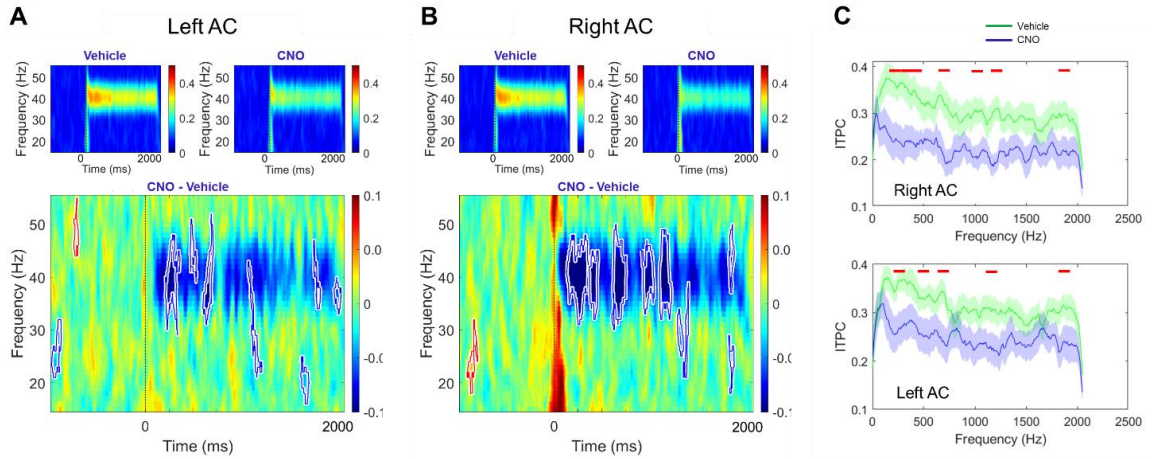 A
Left AC
Vehicle
CNO
Frequency (Hz)
50
40
30
20
0
2000
Time (ms)
0.4
0.2
0
Frequency (Hz)
50
40
30
20
0
2000
Time (ms)
0.4
0.2
0
CNO - Vehicle
Frequency (Hz)
50
40
30
20
0
2000
Time (ms)
0.1
0.0
0
-0.0
-0.1
B
Right AC
Vehicle
CNO
Frequency (Hz)
50
40
30
20
0
2000
Time (ms)
0.4
0.2
0
Frequency (Hz)
50
40
30
20
0
2000
Time (ms)
0.4
0.2
0
CNO - Vehicle
Frequency (Hz)
50
40
30
20
0
2000
Time (ms)
0.1
0.0
0
-0.0
-0.1
C
Vehicle
CNO
ITPC
0.4
0.3
0.2
0.1
Right AC
0
500
1000
1500
2000
2500
Frequency (Hz)
ITPC
0.4
0.3
0.2
0.1
Left AC
0
500
1000
1500
2000
2500
Frequency (Hz)